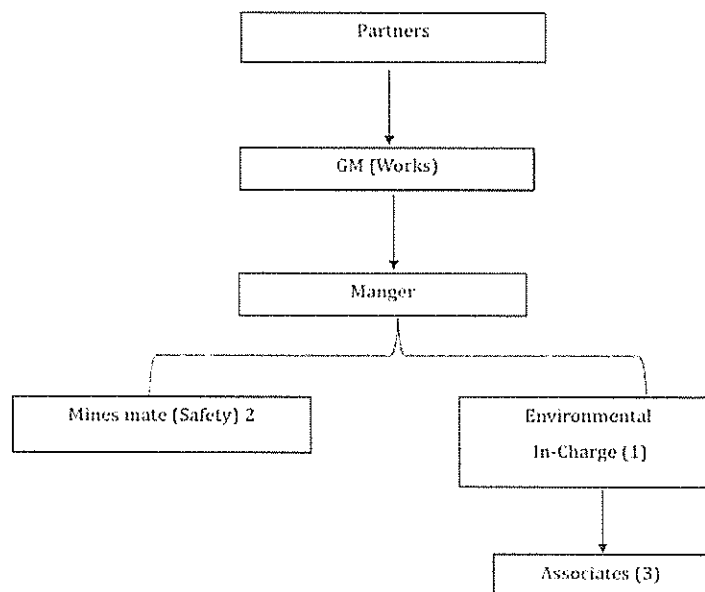 Partners
GM (Works)
Manger
Mines mate (Safety) 2
Environmental
In-Charge (1)
Associates (3)